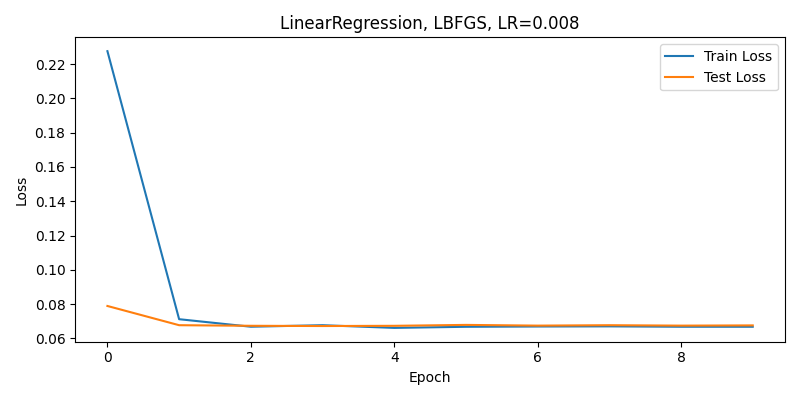 LinearRegression, LBFGS, LR=0.008
Train Loss
Test Loss
0.22
0.20
0.18
0.16
0.14
0.12
0.10
0.08
0.06
Loss
0 2 4 6 8
Epoch